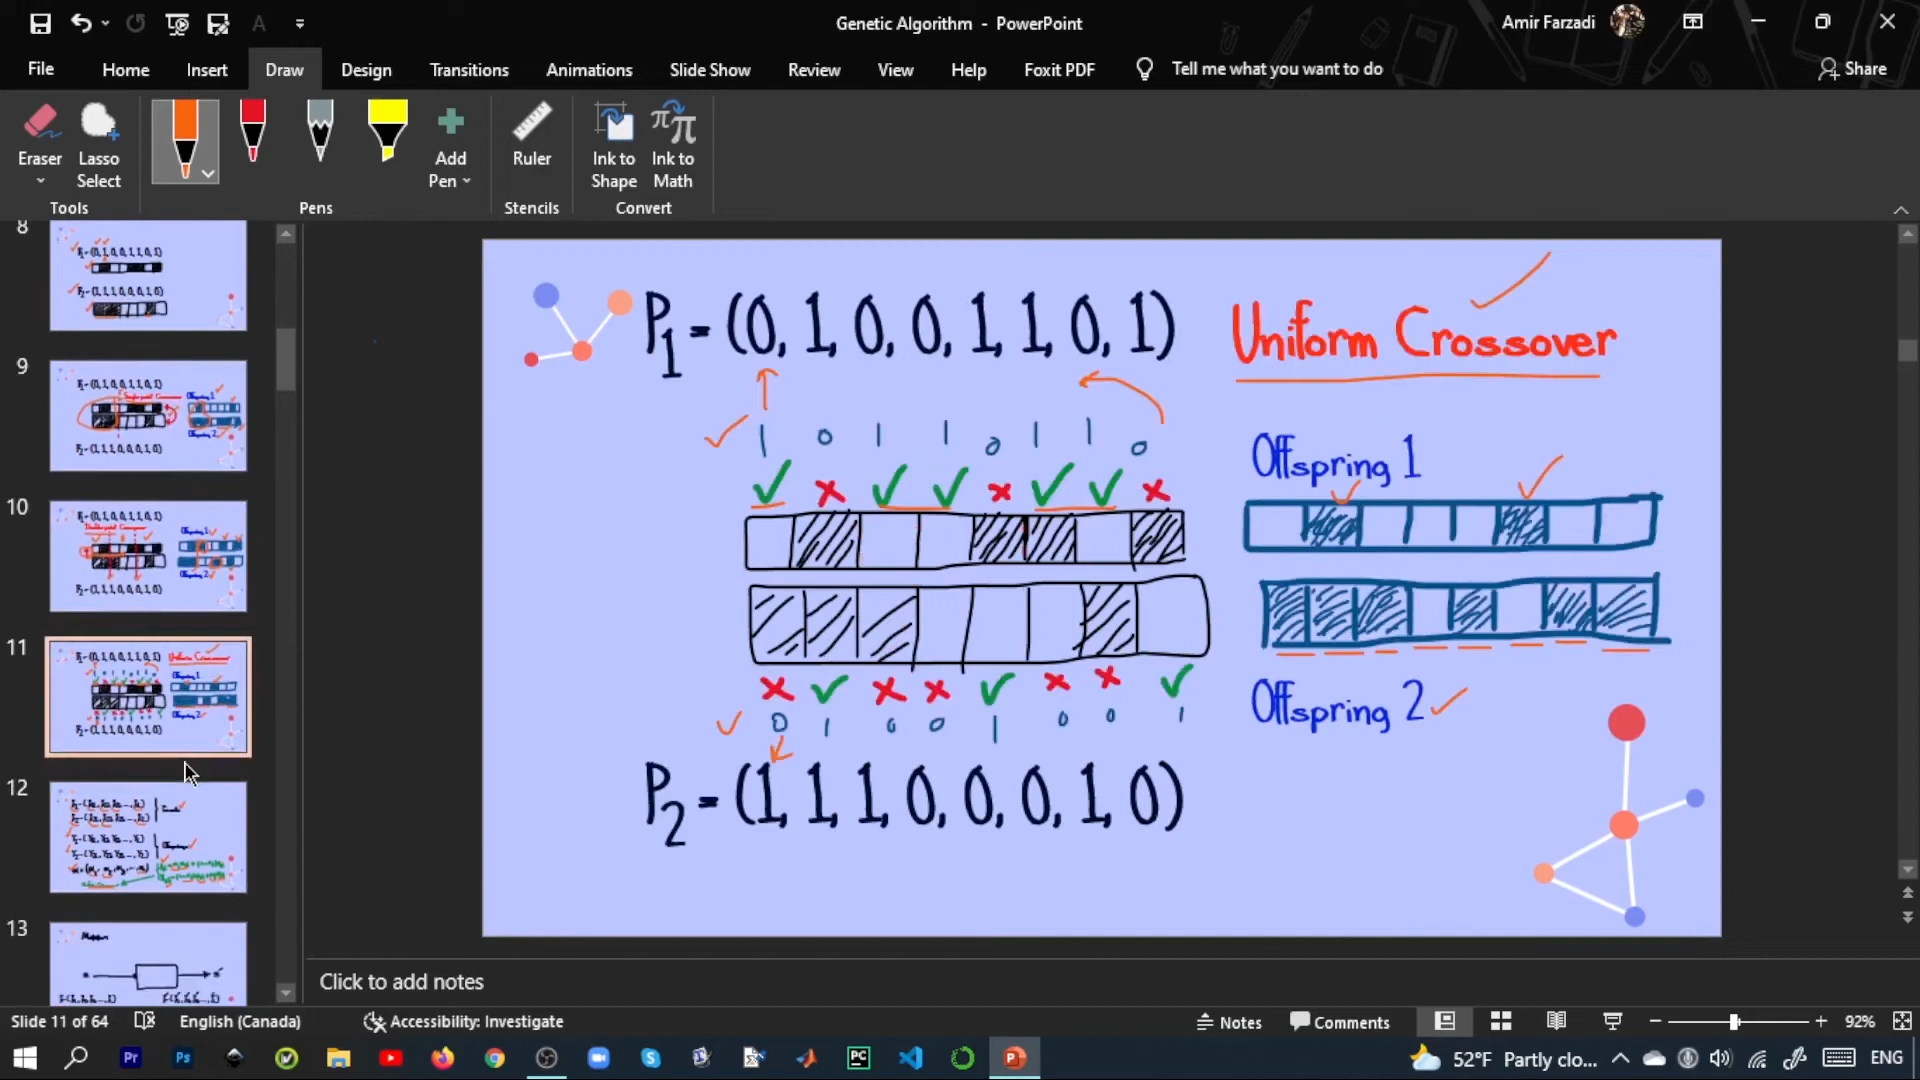 Genetic Algorithm - PowerPoint
Amir Farzadi
File Home Insert Draw Design Transitions Animations Slide Show Review View Help Foxit PDF Tell me what you want to do Share
Eraser Lasso Select Add Pen Ruler Ink to Shape Ink to Math
Tools Pens Stencils Convert
8
9
10
11
12
13
P1 = (0, 1, 0, 0, 1, 1, 0, 1)
Uniform Crossover
1 0 1 1 0 1 1 0
Offspring 1
Offspring 2
0 1 0 0 1 0 0 1
P2 = (1, 1, 1, 0, 0, 0, 1, 0)
Click to add notes
Slide 11 of 64 English (Canada) Accessibility: Investigate Notes Comments 92%
Pr Ps PC P 52°F Partly clo... ENG